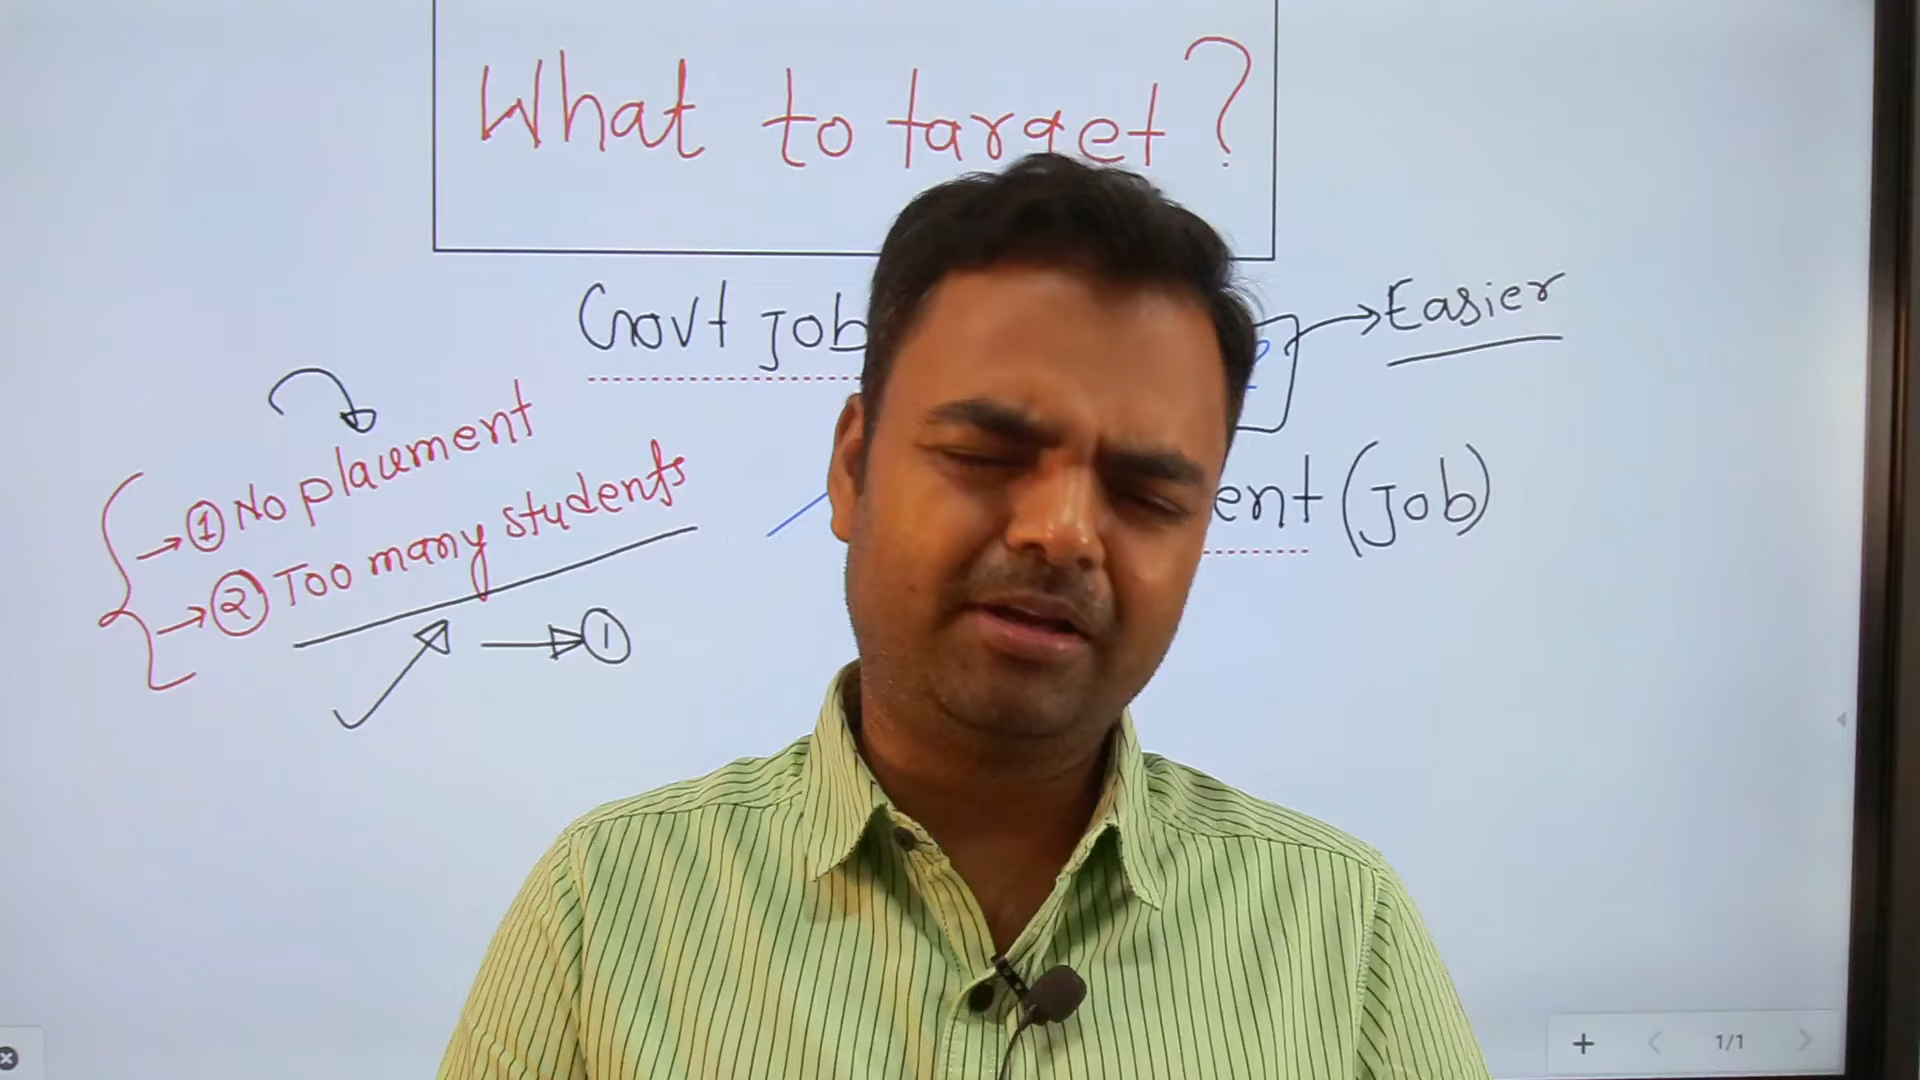 What to target?
Govt job
Easier
① No placement
② Too many students
ent (job)
①
1/1